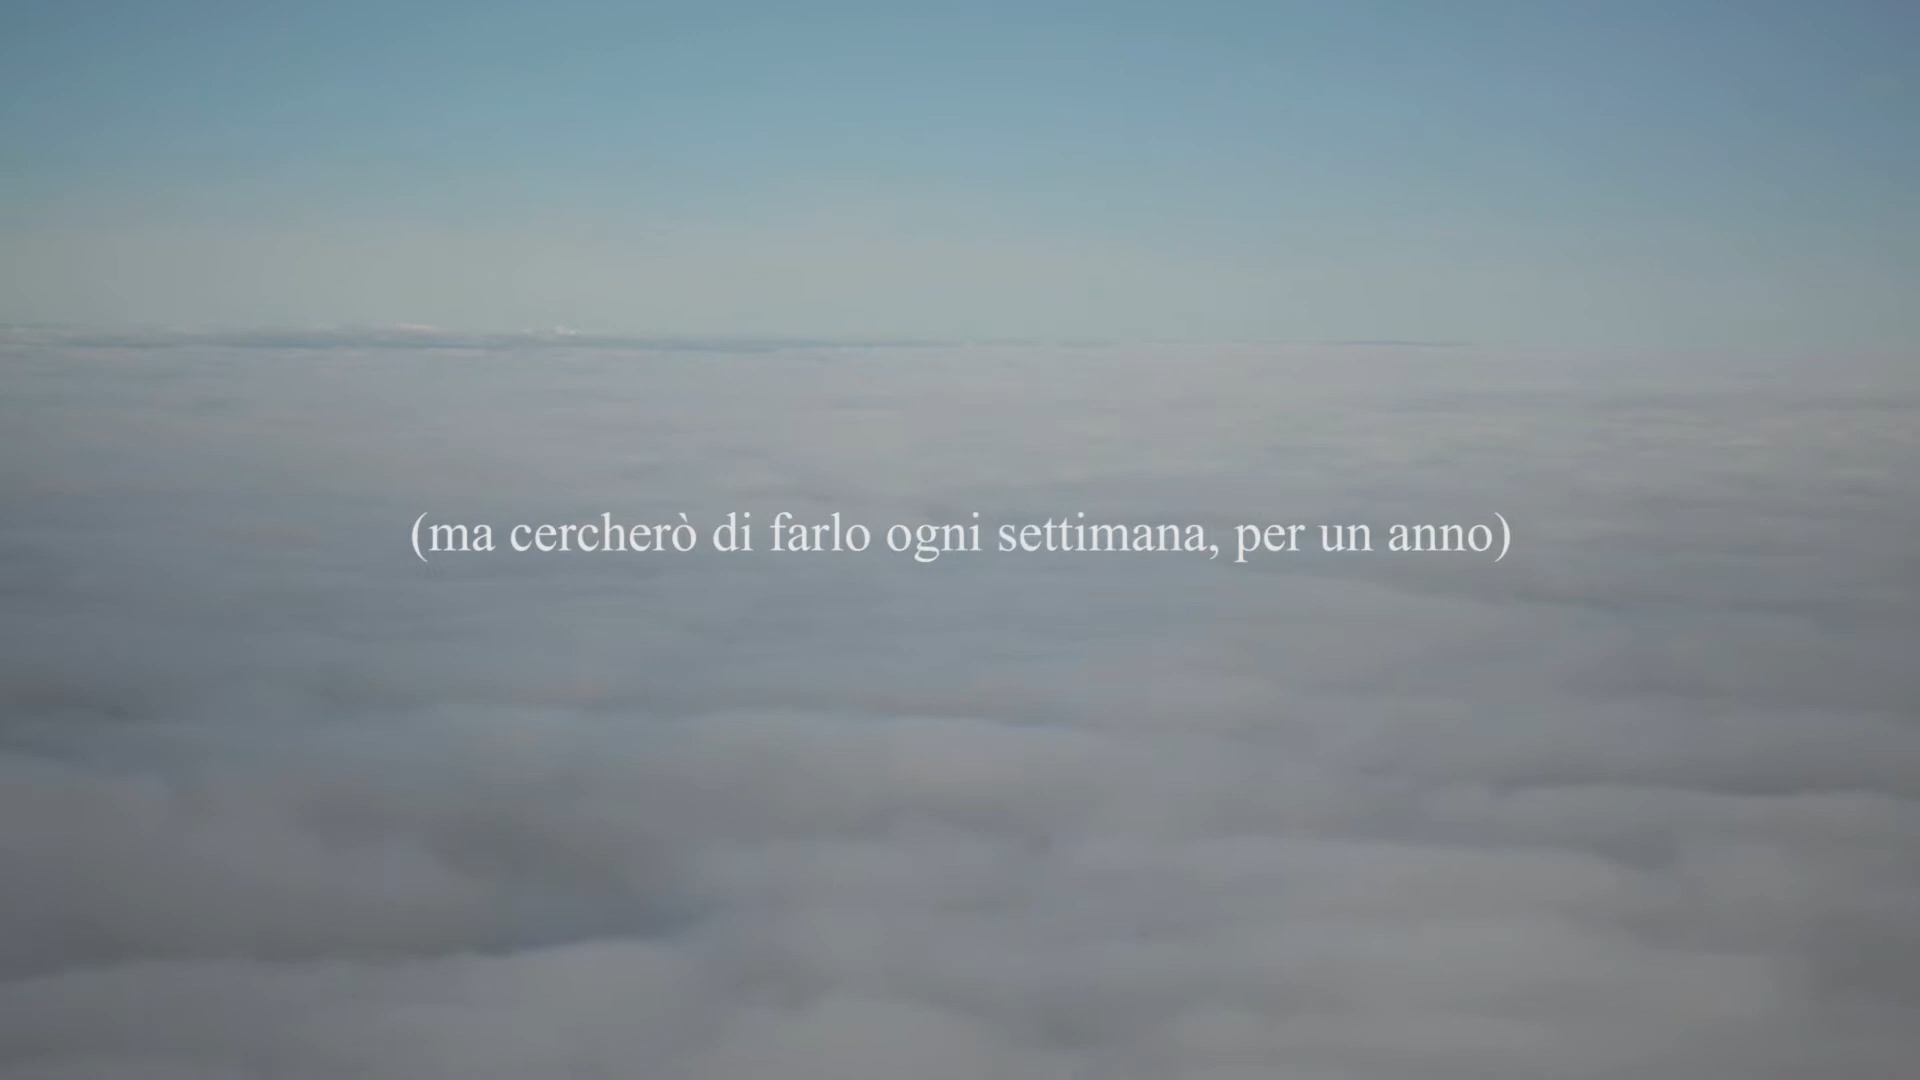 (ma cercherò di farlo ogni settimana, per un anno)